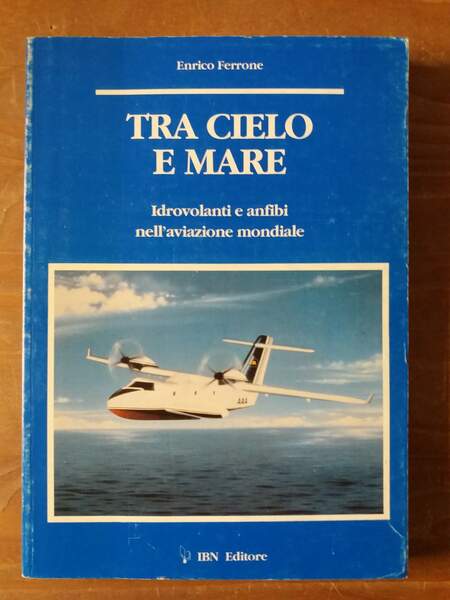 Enrico Ferrone
TRA CIELO
E MARE
Idrovolanti e anfibi
nell'aviazione mondiale
IBN Editore